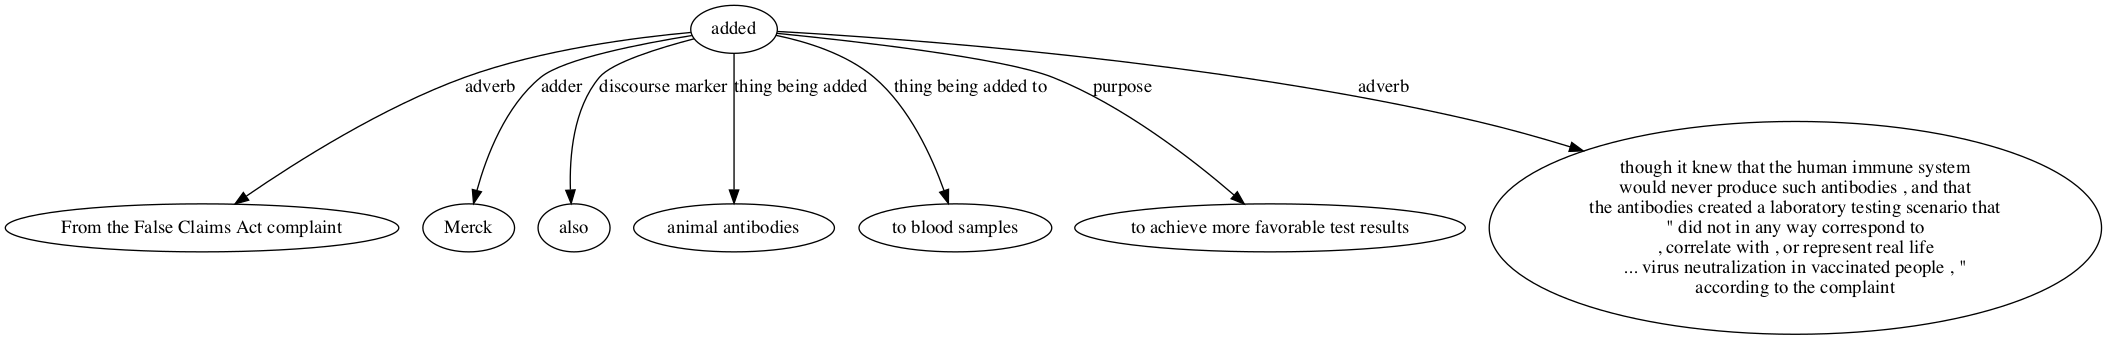 added
adverb
adder
discourse marker
thing being added
thing being added to
purpose
adverb
From the False Claims Act complaint
Merck
also
animal antibodies
to blood samples
to achieve more favorable test results
though it knew that the human immune system
would never produce such antibodies , and that
the antibodies created a laboratory testing scenario that
" did not in any way correspond to
, correlate with , or represent real life
... virus neutralization in vaccinated people , "
according to the complaint